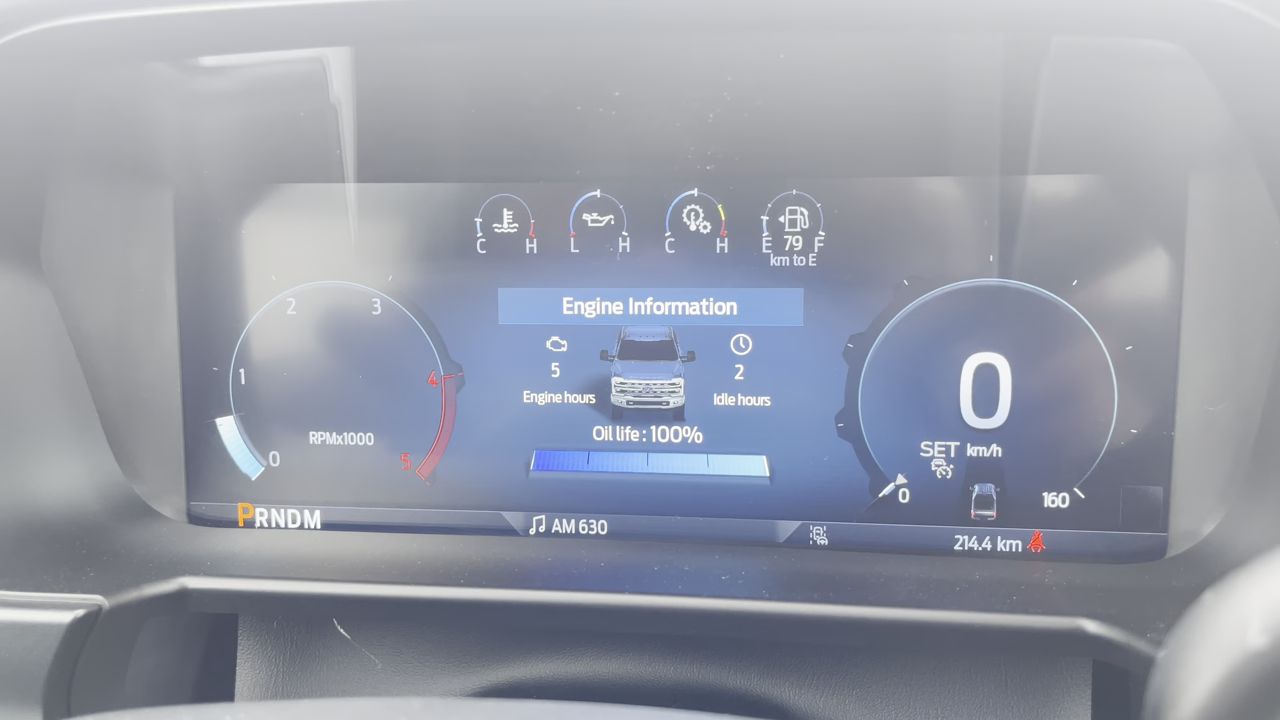 C H
L H
C H
E 79 F
km to E
Engine Information
5
Engine hours
2
Idle hours
Oil life : 100%
0
1
2
3
4
5
RPMx1000
0
SET km/h
0
160
PRNDM
AM 630
214.4 km